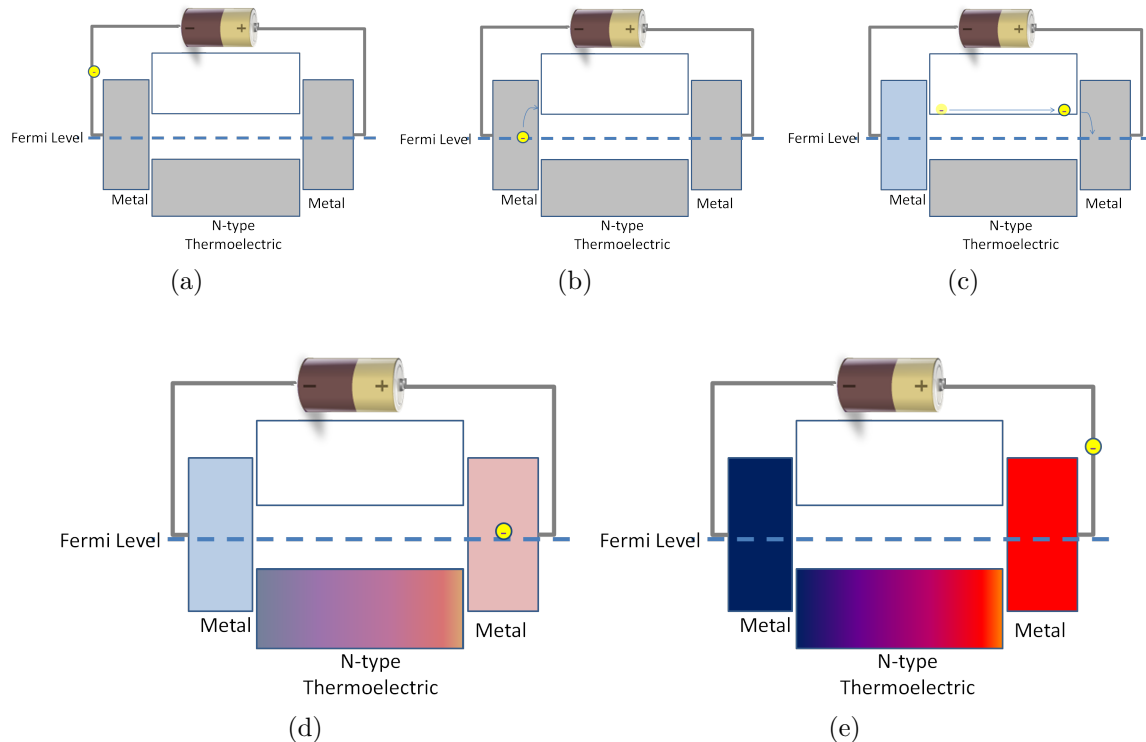 - +
-
Fermi Level
Metal
Metal
N-type
Thermoelectric
(a)
- +
Fermi Level
-
Metal
Metal
N-type
Thermoelectric
(b)
- +
- -
Fermi Level
Metal
Metal
N-type
Thermoelectric
(c)
- +
-
Fermi Level
Metal
Metal
N-type
Thermoelectric
(d)
- +
-
Fermi Level
Metal
Metal
N-type
Thermoelectric
(e)